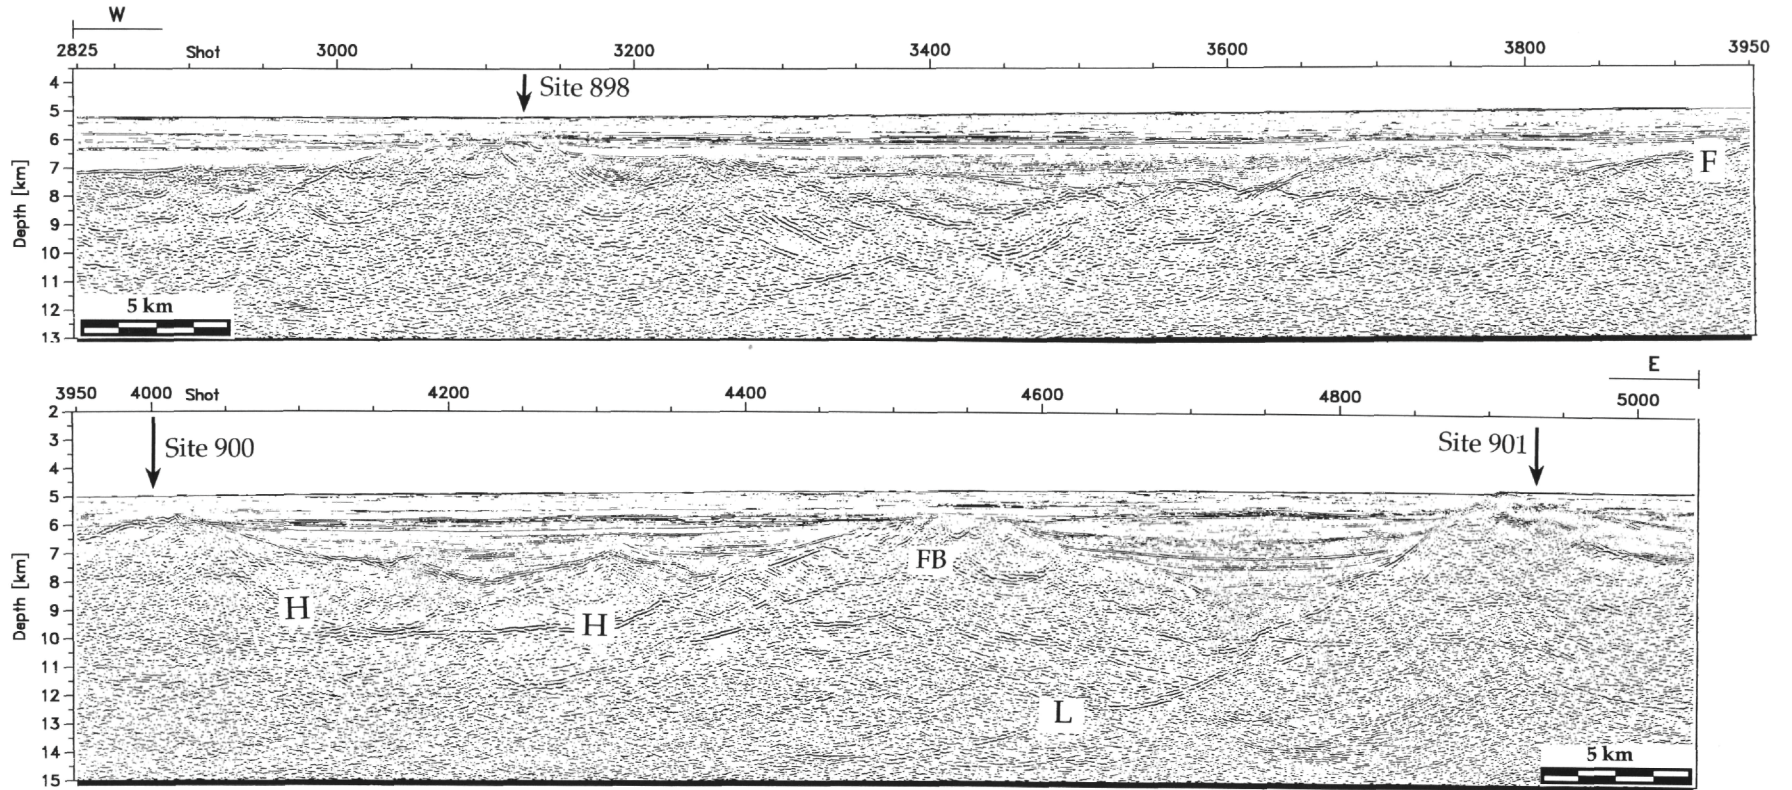 W
2825 Shot 3000 3200 3400 3600 3800 3950
Site 898
4
5
6
7
8
9
10
11
12
13
Depth [km]
F
5 km
E
3950 4000 Shot 4200 4400 4600 4800 5000
Site 900
Site 901
2
3
4
5
6
7
8
9
10
11
12
13
14
15
Depth [km]
FB
H
H
L
5 km